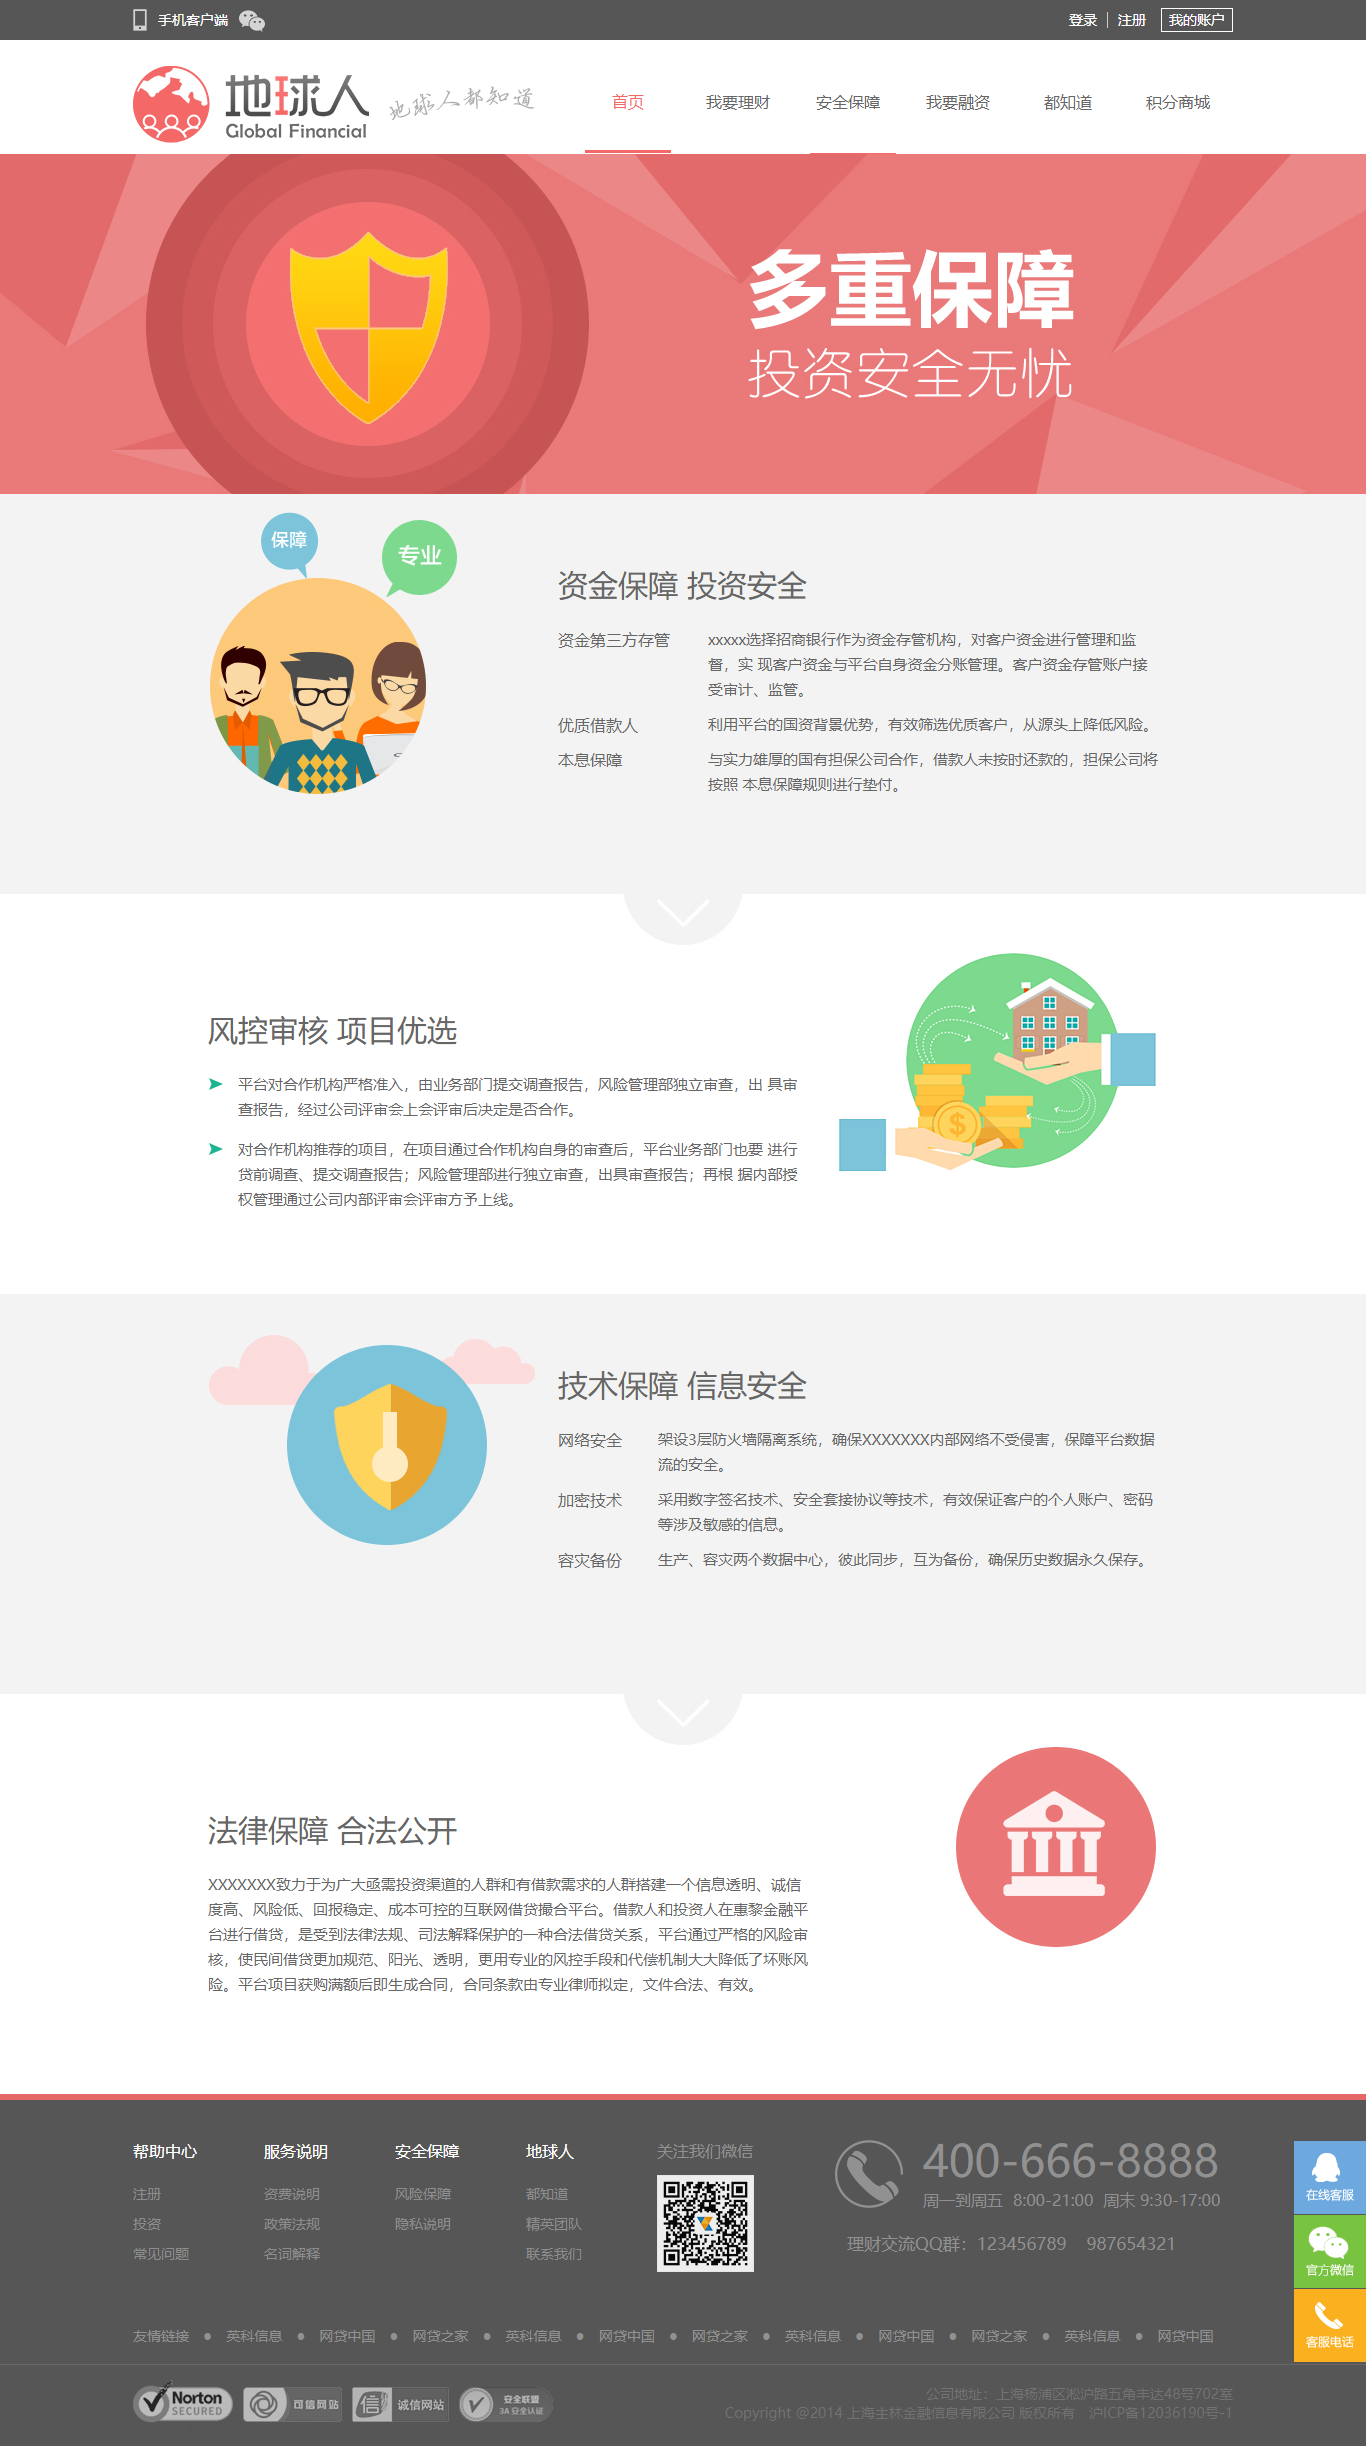 手机客户端
登录 注册 我的账户
地球人
Global Financial
地球人都知道
首页 我要理财 安全保障 我要融资 都知道 积分商城
多重保障
投资安全无忧
保障
专业
资金保障 投资安全
资金第三方存管
xxxxx选择招商银行作为资金存管机构，对客户资金进行管理和监
督，实 现客户资金与平台自身资金分账管理。客户资金存管账户接
受审计、监管。
优质借款人
利用平台的国资背景优势，有效筛选优质客户，从源头上降低风险。
本息保障
与实力雄厚的国有担保公司合作，借款人未按时还款的，担保公司将
按照 本息保障规则进行垫付。
风控审核 项目优选
平台对合作机构严格准入，由业务部门提交调查报告，风险管理部独立审查，出 具审
查报告，经过公司评审会上会评审后决定是否合作。
对合作机构推荐的项目，在项目通过合作机构自身的审查后，平台业务部门也要 进行
贷前调查、提交调查报告；风险管理部进行独立审查，出具审查报告；再根 据内部授
权管理通过公司内部评审会评审方予上线。
$
技术保障 信息安全
网络安全
架设3层防火墙隔离系统，确保XXXXXXX内部网络不受侵害，保障平台数据
流的安全。
加密技术
采用数字签名技术、安全套接协议等技术，有效保证客户的个人账户、密码
等涉及敏感的信息。
容灾备份
生产、容灾两个数据中心，彼此同步，互为备份，确保历史数据永久保存。
法律保障 合法公开
XXXXXXX致力于为广大亟需投资渠道的人群和有借款需求的人群搭建一个信息透明、诚信
度高、风险低、回报稳定、成本可控的互联网借贷撮合平台。借款人和投资人在惠黎金融平
台进行借贷，是受到法律法规、司法解释保护的一种合法借贷关系，平台通过严格的风险审
核，使民间借贷更加规范、阳光、透明，更用专业的风控手段和代偿机制大大降低了坏账风
险。平台项目获购满额后即生成合同，合同条款由专业律师拟定，文件合法、有效。
帮助中心
注册
投资
常见问题
服务说明
资费说明
政策法规
名词解释
安全保障
风险保障
隐私说明
地球人
都知道
精英团队
联系我们
关注我们微信
400-666-8888
周一到周五 8:00-21:00 周末 9:30-17:00
理财交流QQ群：123456789 987654321
在线客服
官方微信
客服电话
友情链接 ● 英科信息 ● 网贷中国 ● 网贷之家 ● 英科信息 ● 网贷中国 ● 网贷之家 ● 英科信息 ● 网贷中国 ● 网贷之家 ● 英科信息 ● 网贷中国
Norton
SECURED
可信网站
信 诚信网站
安全联盟
3A 安全认证
公司地址：上海杨浦区淞沪路五角丰达48号702室
Copyright @2014 上海主林金融信息有限公司 版权所有 沪ICP备12036190号-1